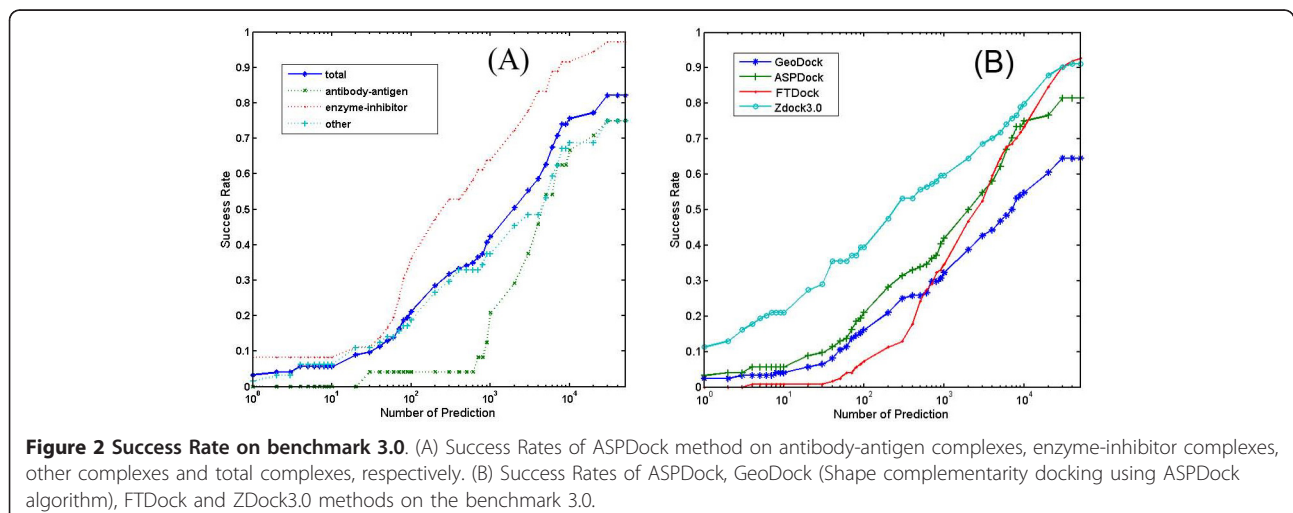 (A)
1
0.9
0.8
0.7
0.6
0.5
0.4
0.3
0.2
0.1
0
Success Rate
total
antibody-antigen
enzyme-inhibitor
other
10^0
10^1
10^2
10^3
10^4
Number of Prediction
(B)
1
0.9
0.8
0.7
0.6
0.5
0.4
0.3
0.2
0.1
0
Success Rate
GeoDock
ASPDock
FTDock
Zdock3.0
10^0
10^1
10^2
10^3
10^4
Number of Prediction
Figure 2 Success Rate on benchmark 3.0. (A) Success Rates of ASPDock method on antibody-antigen complexes, enzyme-inhibitor complexes,
other complexes and total complexes, respectively. (B) Success Rates of ASPDock, GeoDock (Shape complementarity docking using ASPDock
algorithm), FTDock and ZDock3.0 methods on the benchmark 3.0.